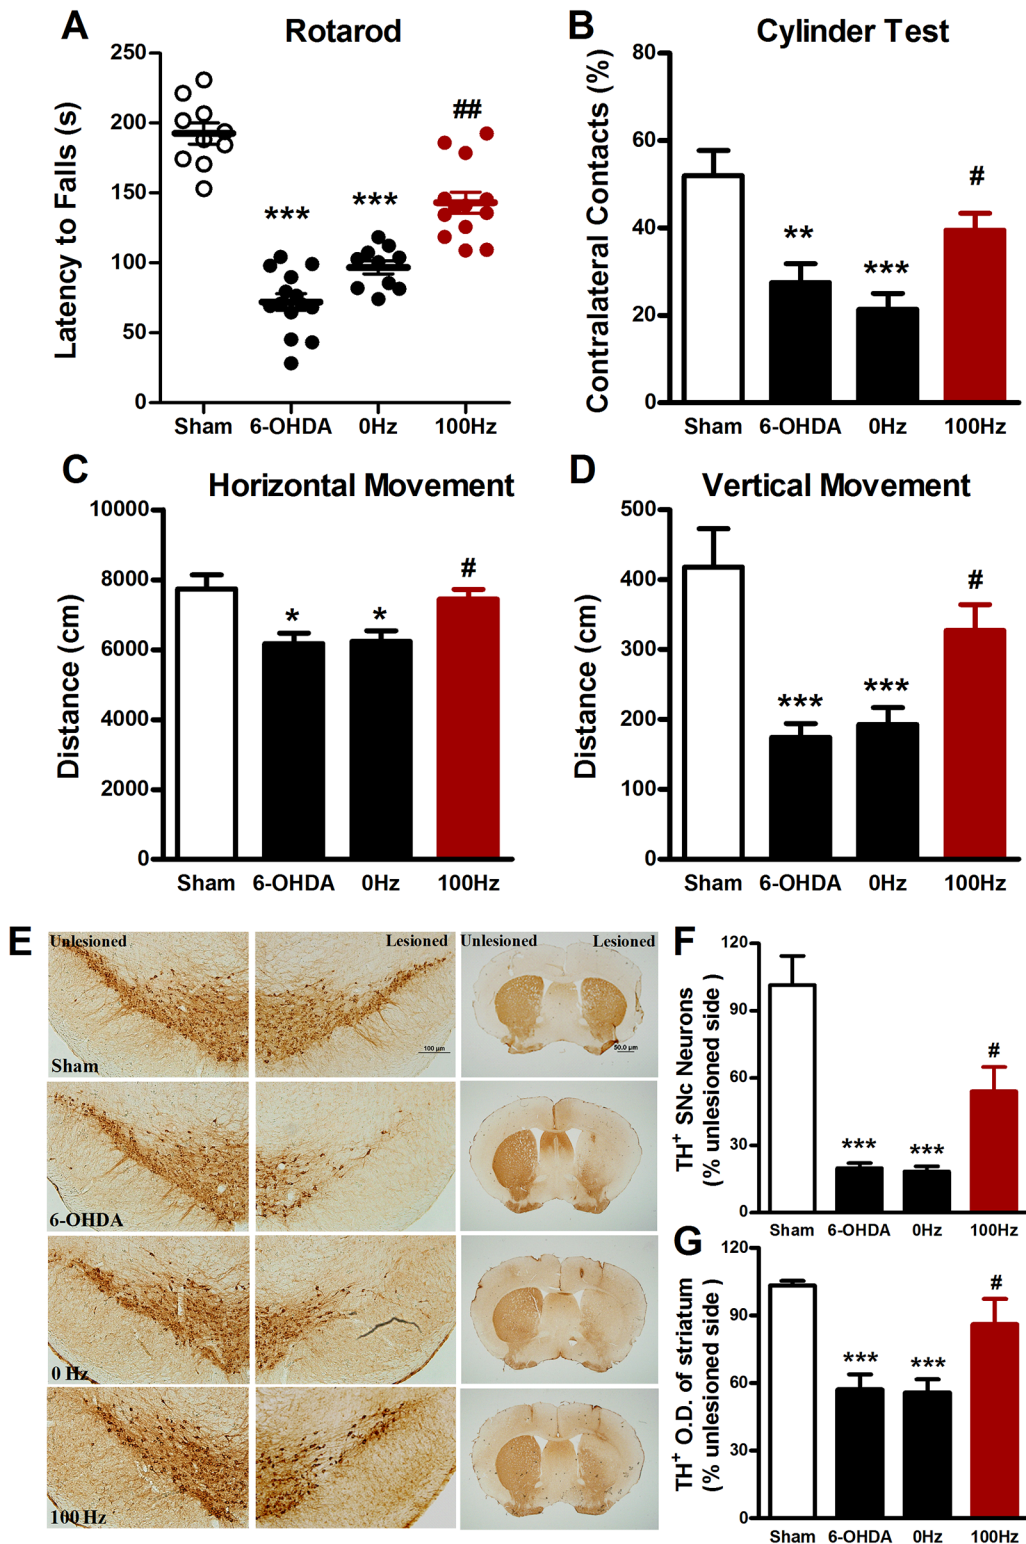 A
Rotarod
Latency to Falls (s)
250
200
150
100
50
0
***
***
##
Sham 6-OHDA 0Hz 100Hz
B
Cylinder Test
Contralateral Contacts (%)
80
60
40
20
0
**
***
#
Sham 6-OHDA 0Hz 100Hz
C
Horizontal Movement
Distance (cm)
10000
8000
6000
4000
2000
0
*
*
#
Sham 6-OHDA 0Hz 100Hz
D
Vertical Movement
Distance (cm)
500
400
300
200
100
0
***
***
#
Sham 6-OHDA 0Hz 100Hz
E
Unlesioned Lesioned Unlesioned Lesioned
100 µm
50.0 µm
Sham
6-OHDA
0 Hz
100 Hz
F
TH+ SNc Neurons
(% unlesioned side )
120
90
60
30
0
***
***
#
Sham 6-OHDA 0Hz 100Hz
G
TH+ O.D. of striatum
(% unlesioned side )
120
90
60
30
0
***
***
#
Sham 6-OHDA 0Hz 100Hz